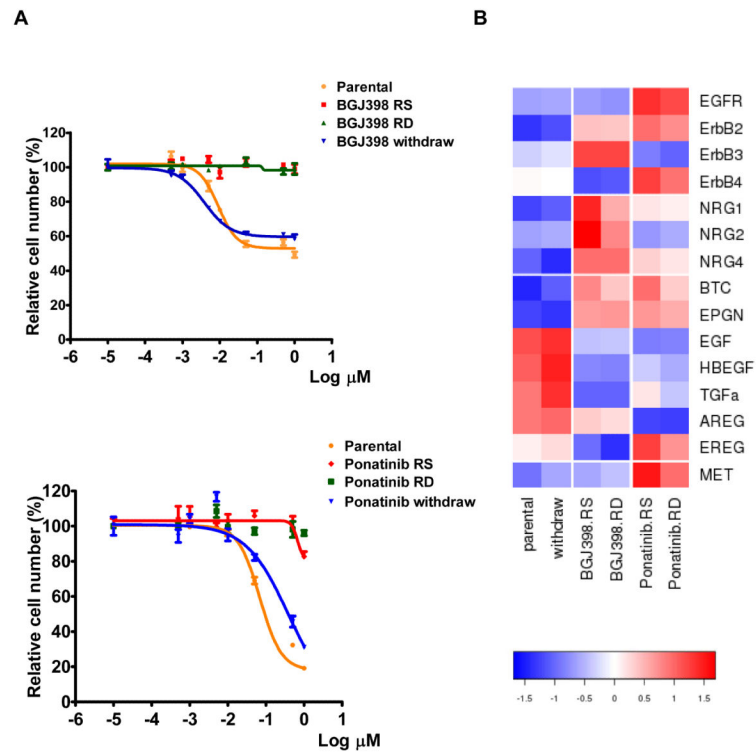 A
Parental
BGJ398 RS
BGJ398 RD
BGJ398 withdraw
Relative cell number (%)
120
100
80
60
40
20
0
-6 -5 -4 -3 -2 -1 0 1
Log μM
Parental
Ponatinib RS
Ponatinib RD
Ponatinib withdraw
Relative cell number (%)
120
100
80
60
40
20
0
-6 -5 -4 -3 -2 -1 0 1
Log μM
B
EGFR
ErbB2
ErbB3
ErbB4
NRG1
NRG2
NRG4
BTC
EPGN
EGF
HBEGF
TGFa
AREG
EREG
MET
parental
withdraw
BGJ398.RS
BGJ398.RD
Ponatinib.RS
Ponatinib.RD
-1.5 -1 -0.5 0 0.5 1 1.5